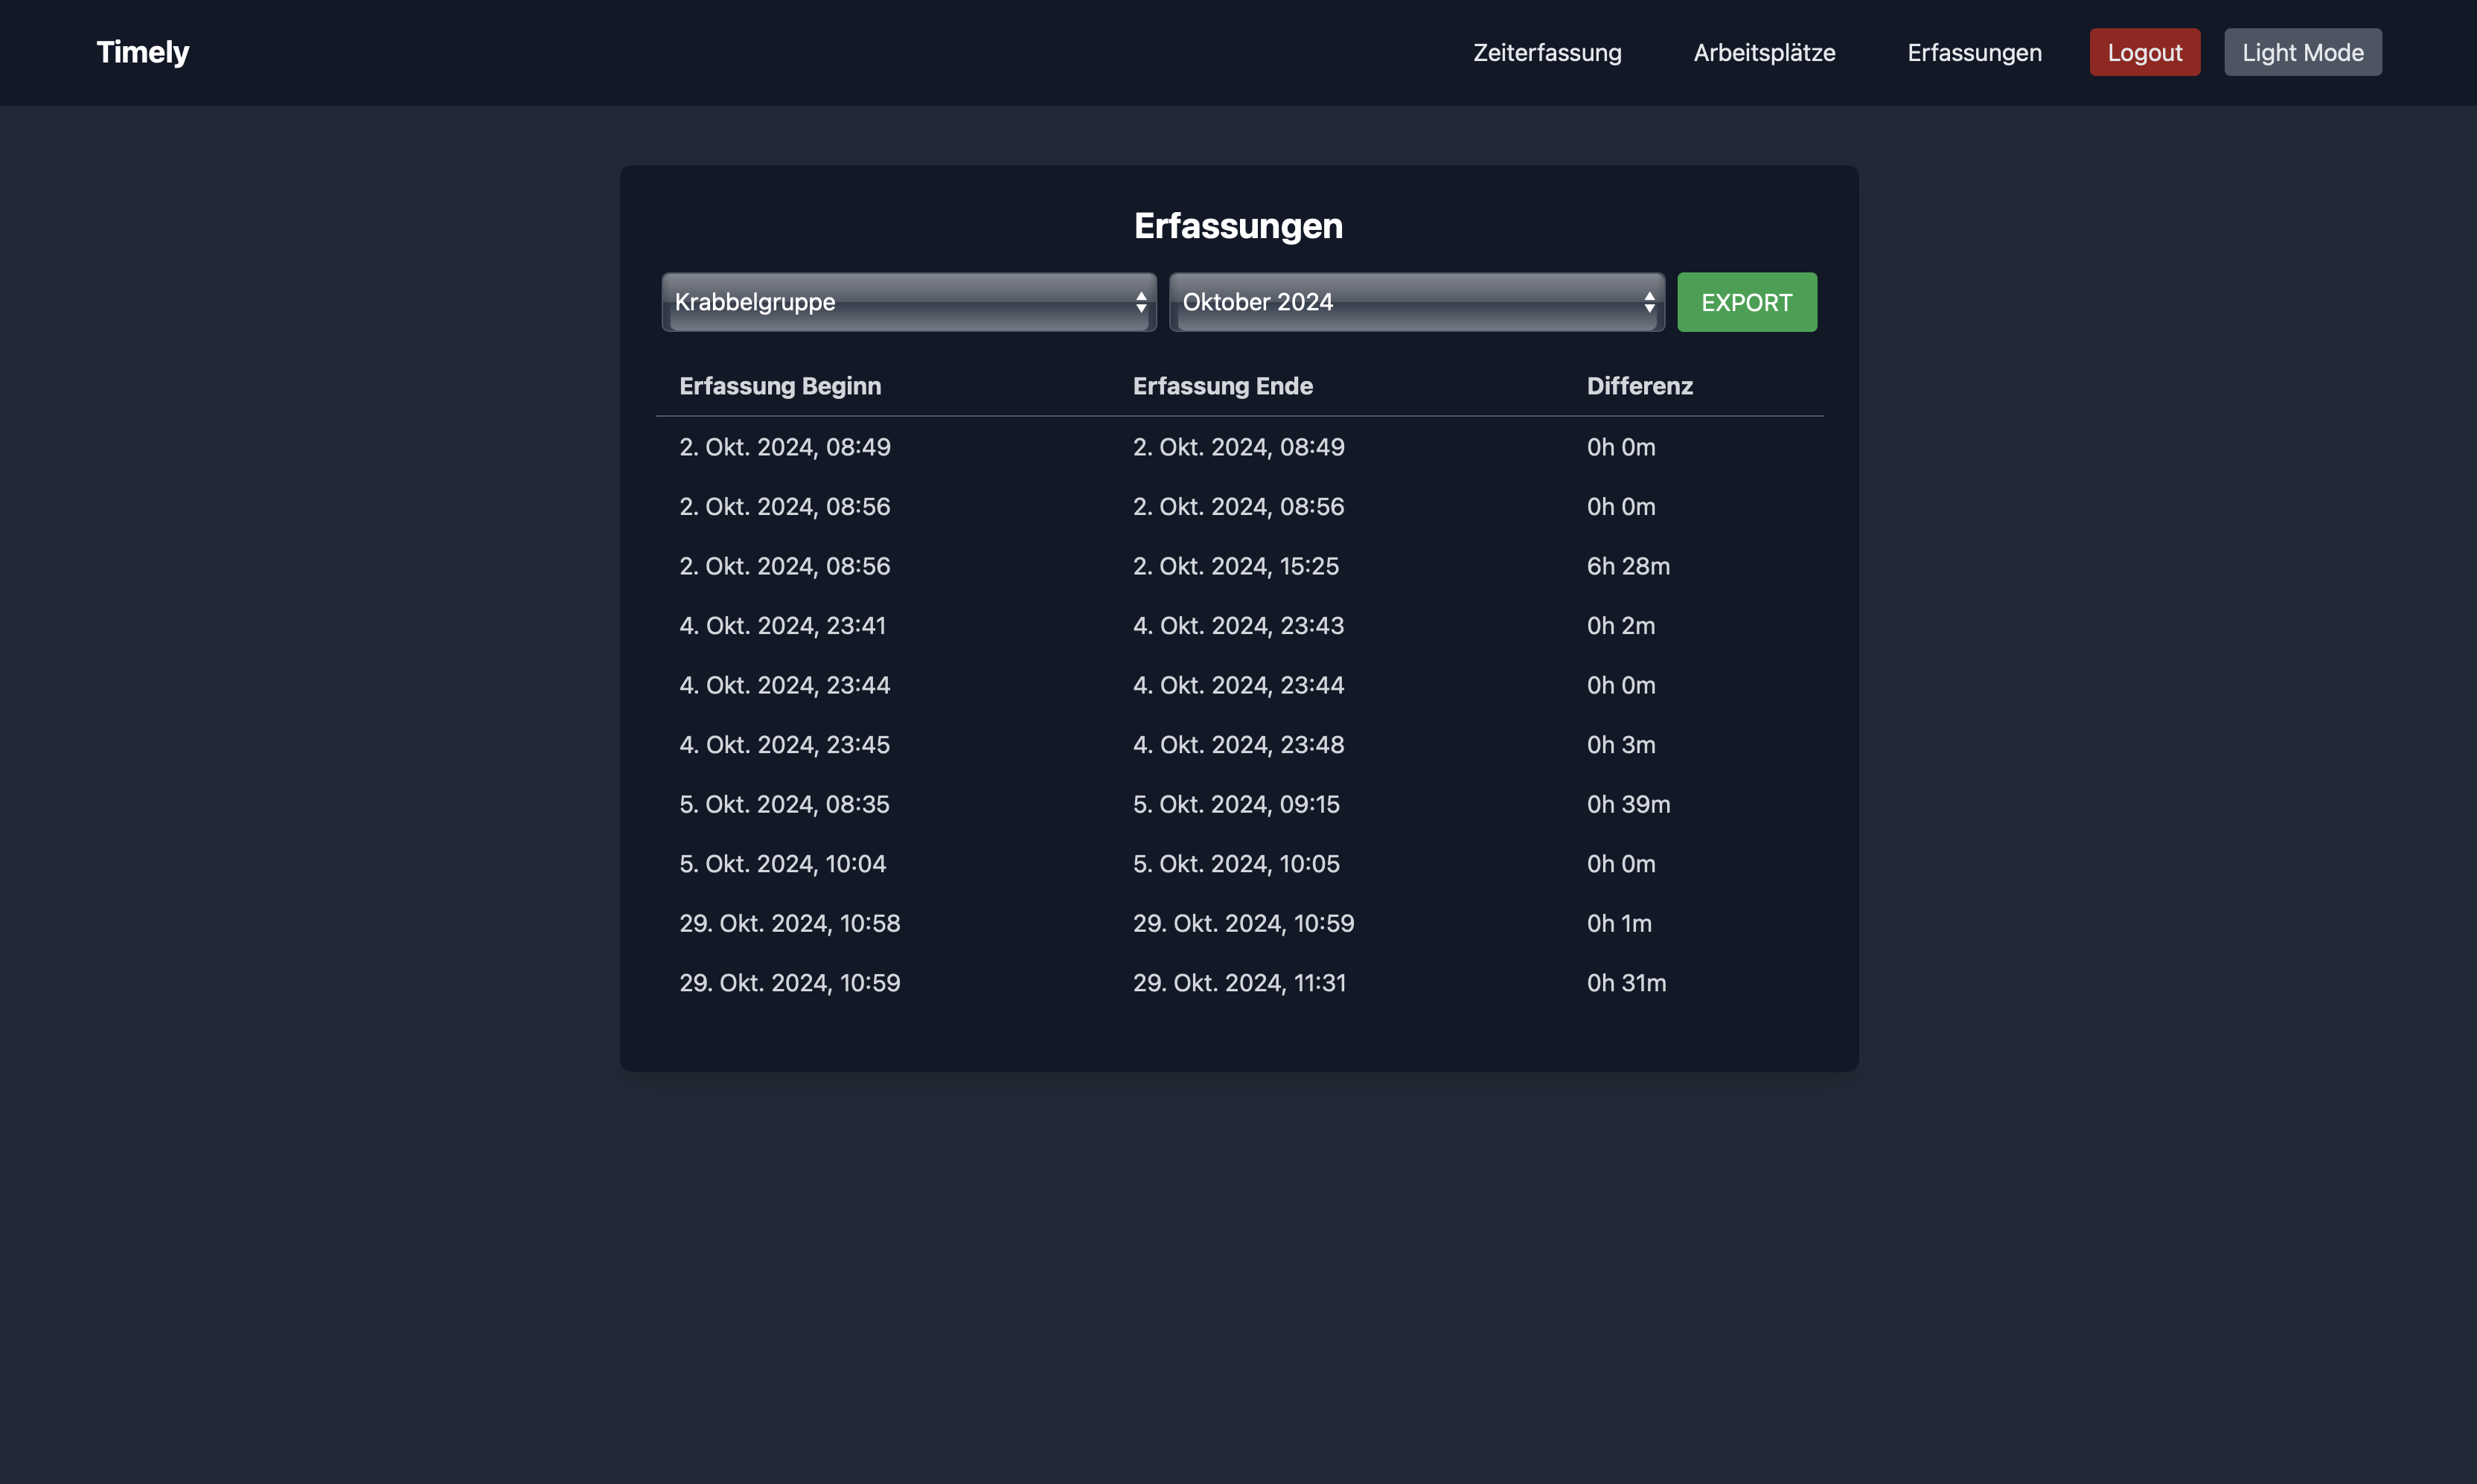 Timely Zeiterfassung Arbeitsplätze Erfassungen Logout Light Mode
Erfassungen
Krabbelgruppe Oktober 2024 EXPORT
Erfassung Beginn Erfassung Ende Differenz
2. Okt. 2024, 08:49 2. Okt. 2024, 08:49 0h 0m
2. Okt. 2024, 08:56 2. Okt. 2024, 08:56 0h 0m
2. Okt. 2024, 08:56 2. Okt. 2024, 15:25 6h 28m
4. Okt. 2024, 23:41 4. Okt. 2024, 23:43 0h 2m
4. Okt. 2024, 23:44 4. Okt. 2024, 23:44 0h 0m
4. Okt. 2024, 23:45 4. Okt. 2024, 23:48 0h 3m
5. Okt. 2024, 08:35 5. Okt. 2024, 09:15 0h 39m
5. Okt. 2024, 10:04 5. Okt. 2024, 10:05 0h 0m
29. Okt. 2024, 10:58 29. Okt. 2024, 10:59 0h 1m
29. Okt. 2024, 10:59 29. Okt. 2024, 11:31 0h 31m